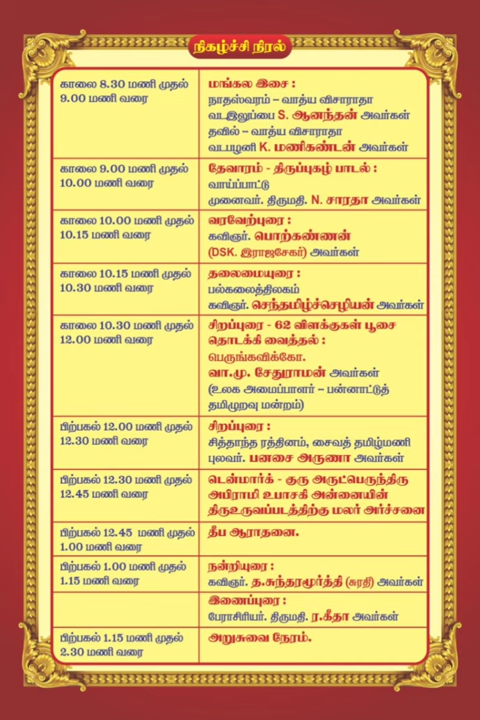 நிகழ்ச்சி நிரல்
காலை 8.30 மணி முதல்
9.00 மணி வரை
மங்கல இசை :
நாதஸ்வரம் – வாத்ய விசாரதா
வடஇலுப்பை S. ஆனந்தன் அவர்கள்
தவில் – வாத்ய விசாரதா
வடபழனி K. மணிகண்டன் அவர்கள்
காலை 9.00 மணி முதல்
10.00 மணி வரை
தேவாரம் - திருப்புகழ் பாடல் :
வாய்ப்பாட்டு
முனைவர். திருமதி. N. சாரதா அவர்கள்
காலை 10.00 மணி முதல்
10.15 மணி வரை
வரவேற்புரை :
கவிஞர். பொற்கண்ணன்
(DSK. இராஜசேகர்) அவர்கள்
காலை 10.15 மணி முதல்
10.30 மணி வரை
தலைமையுரை :
பல்கலைத்திலகம்
கவிஞர். செந்தமிழ்ச்செழியன் அவர்கள்
காலை 10.30 மணி முதல்
12.00 மணி வரை
சிறப்புரை - 62 விளக்குகள் பூசை
தொடக்கி வைத்தல் :
பெருங்கவிக்கோ.
வா.மு. சேதுராமன் அவர்கள்
(உலக அமைப்பாளர் – பன்னாட்டுத்
தமிழுறவு மன்றம்)
பிற்பகல் 12.00 மணி முதல்
12.30 மணி வரை
சிறப்புரை :
சித்தாந்த ரத்தினம், சைவத் தமிழ்மணி
புலவர். பனசை அருணா அவர்கள்
பிற்பகல் 12.30 மணி முதல்
12.45 மணி வரை
டென்மார்க் - குரு அருட்பெருந்திரு
அபிராமி உபாசகி அன்னையின்
திருஉருவப்படத்திற்கு மலர் அர்ச்சனை
பிற்பகல் 12.45 மணி முதல்
1.00 மணி வரை
தீப ஆராதனை.
பிற்பகல் 1.00 மணி முதல்
1.15 மணி வரை
நன்றியுரை :
கவிஞர். த.சுந்தரமூர்த்தி (சுரதி) அவர்கள்
இணைப்புரை :
பேராசிரியர். திருமதி. ர.கீதா அவர்கள்
பிற்பகல் 1.15 மணி முதல்
2.30 மணி வரை
அறுசுவை நேரம்.